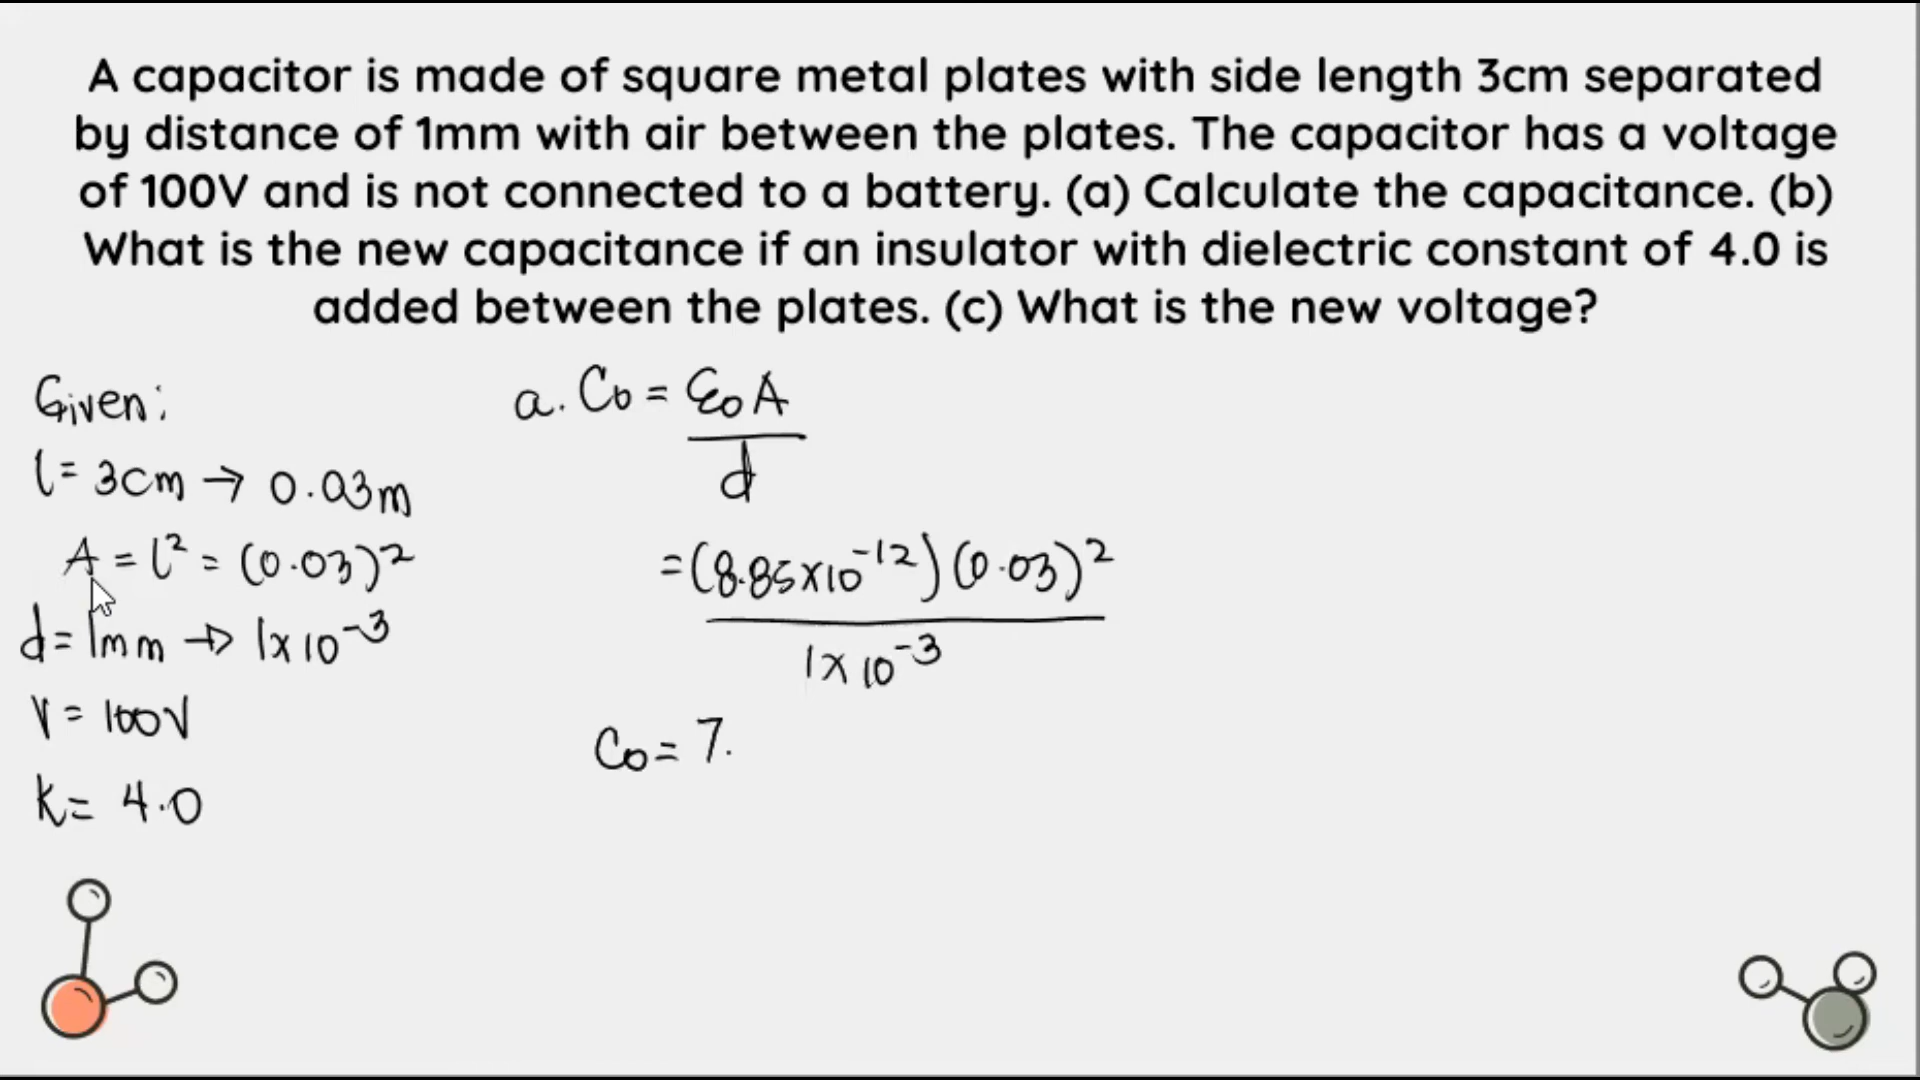 A capacitor is made of square metal plates with side length 3cm separated
by distance of 1mm with air between the plates. The capacitor has a voltage
of 100V and is not connected to a battery. (a) Calculate the capacitance. (b)
What is the new capacitance if an insulator with dielectric constant of 4.0 is
added between the plates. (c) What is the new voltage?
Given:
l = 3cm → 0.03m
A = l² = (0.03)²
d = 1mm → 1x10⁻³
V = 100V
k = 4.0
a. C₀ = ε₀A
d
= (8.85x10⁻¹²)(0.03)²
1x10⁻³
C₀ = 7.